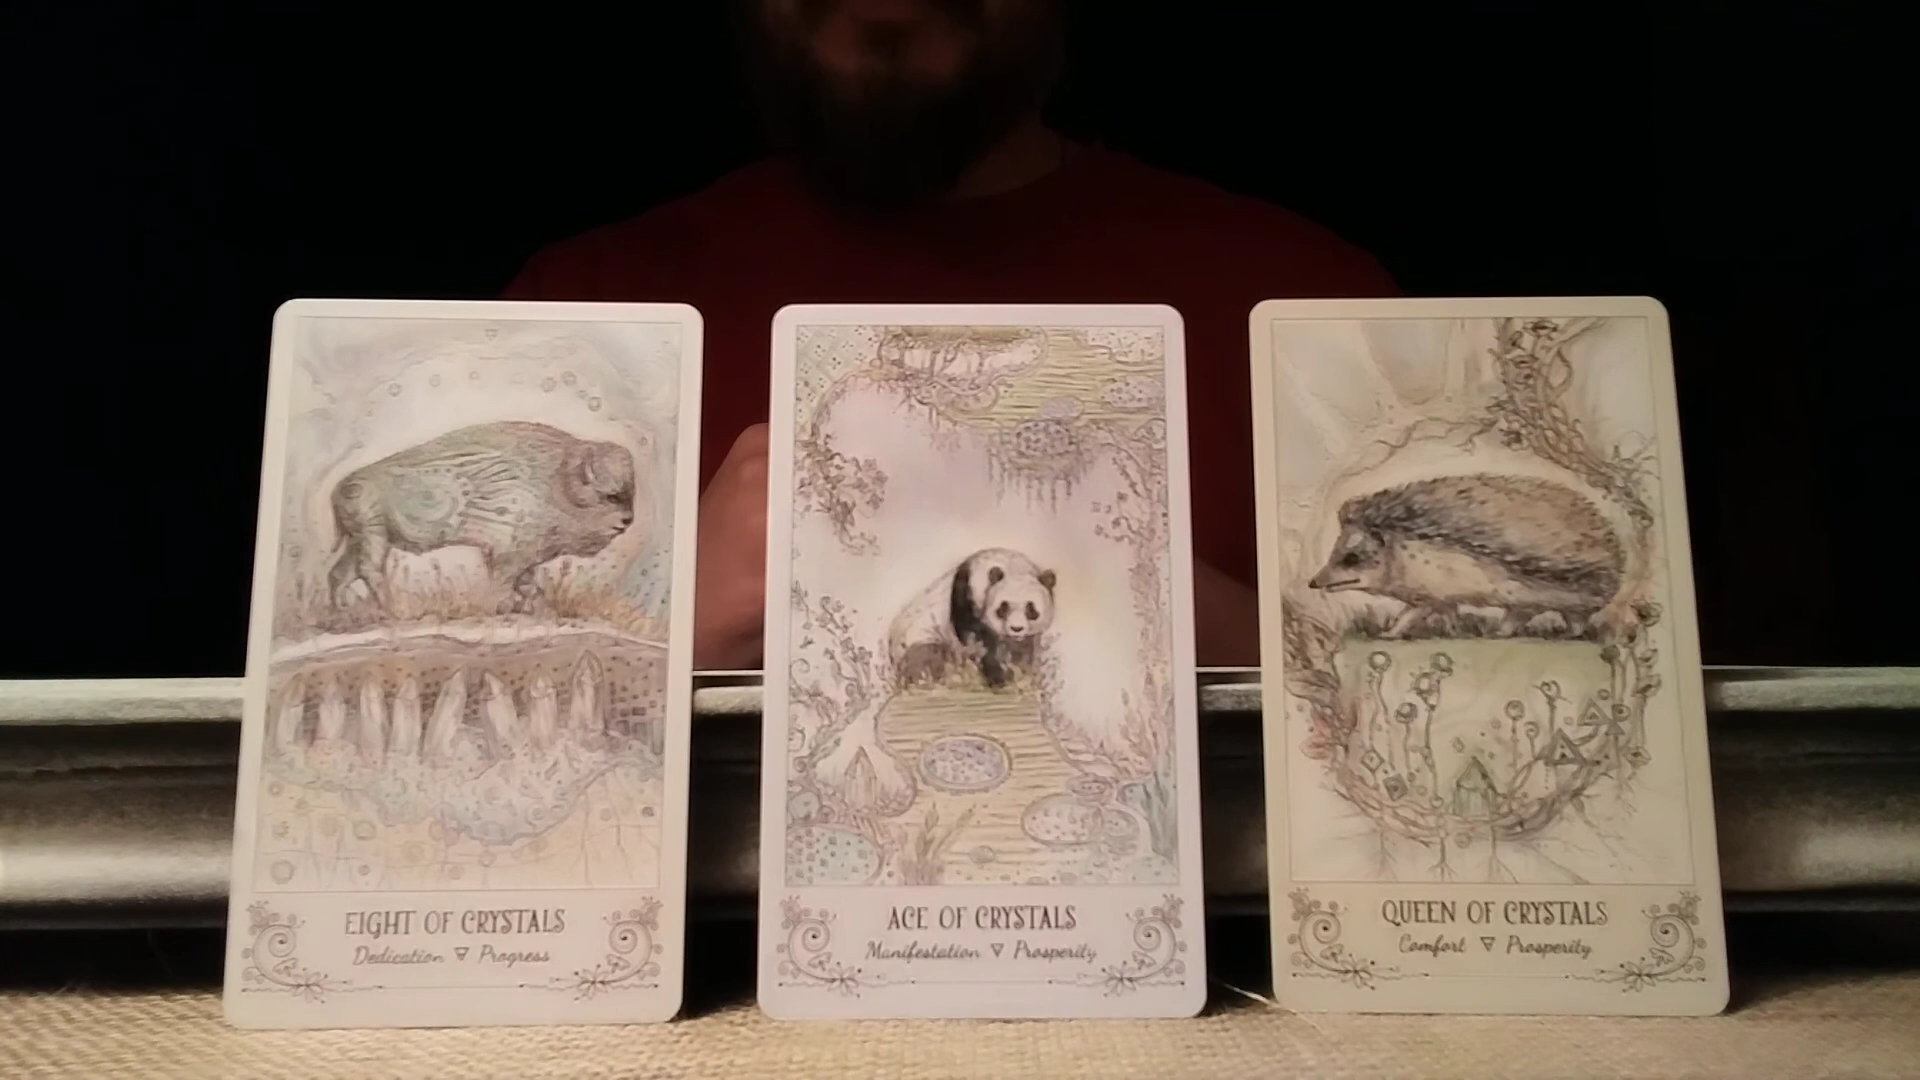 EIGHT OF CRYSTALS
Dedication ▽ Progress
ACE OF CRYSTALS
Manifestation ▽ Prosperity
QUEEN OF CRYSTALS
Comfort ▽ Prosperity